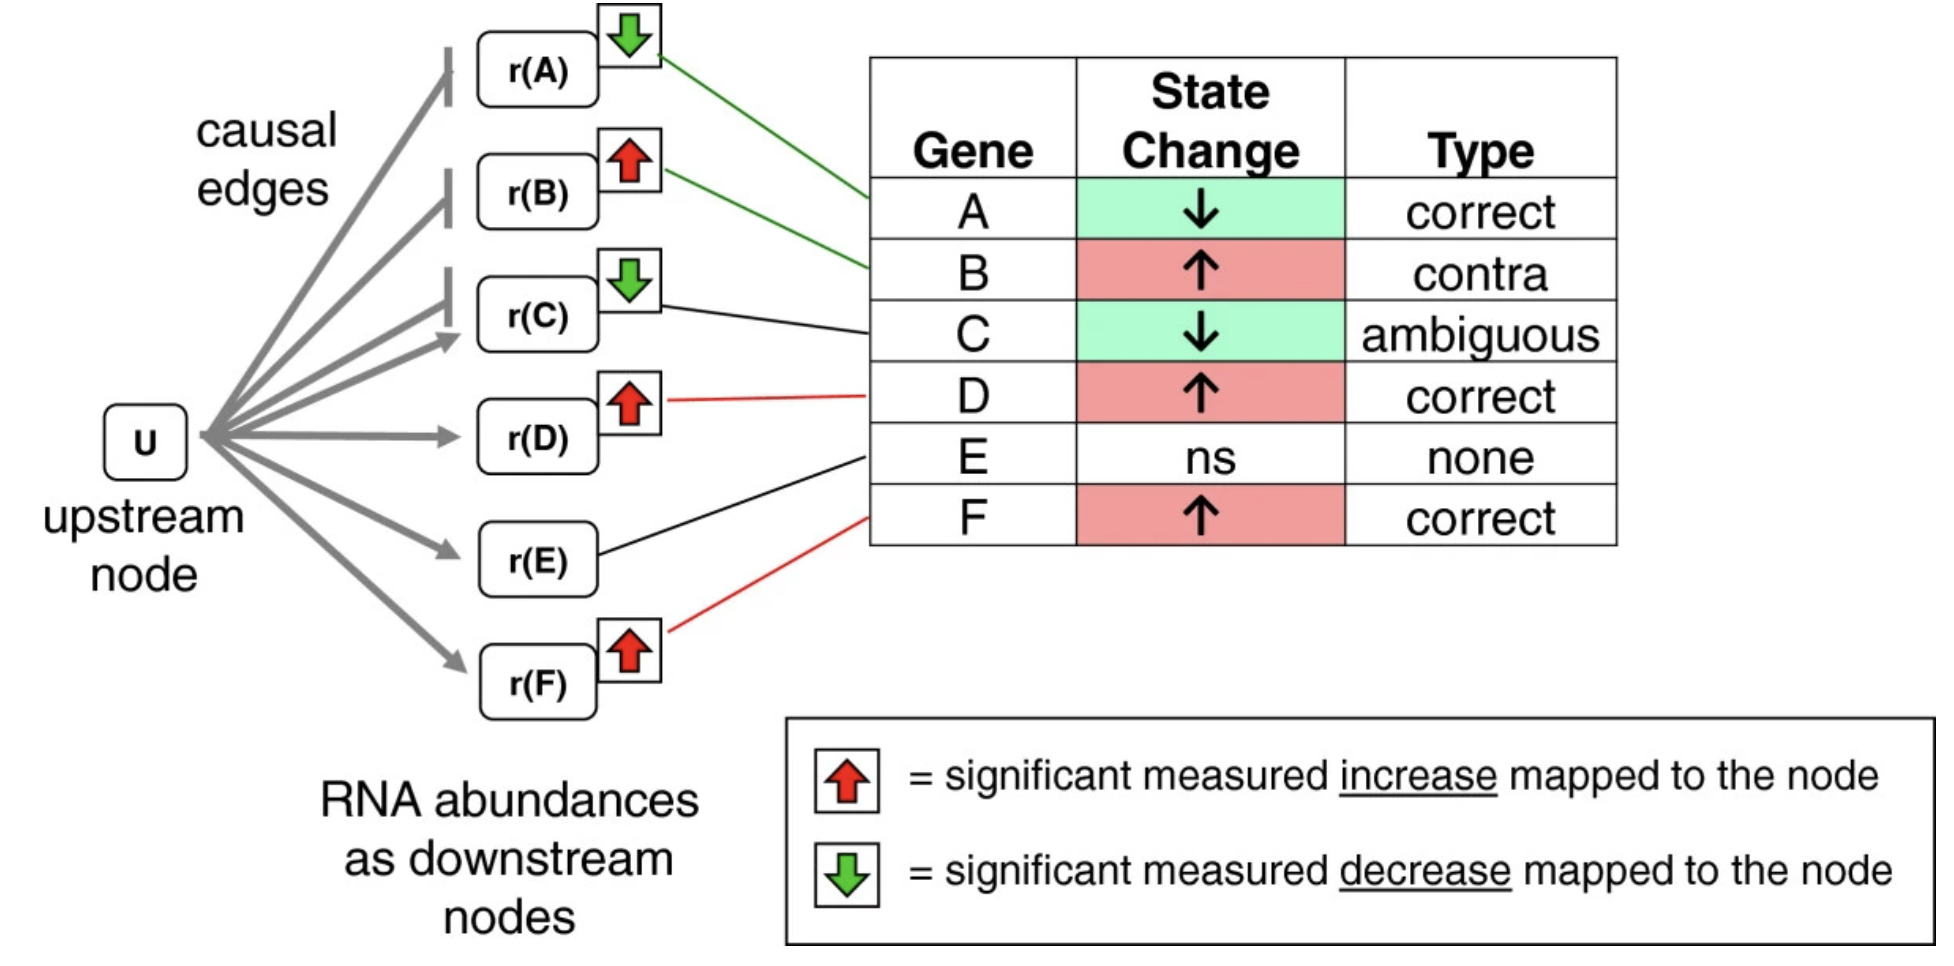 causal
edges
U
upstream
node
r(A)
r(B)
r(C)
r(D)
r(E)
r(F)
RNA abundances
as downstream
nodes
Gene State Change Type
A ↓ correct
B ↑ contra
C ↓ ambiguous
D ↑ correct
E ns none
F ↑ correct
= significant measured increase mapped to the node
= significant measured decrease mapped to the node